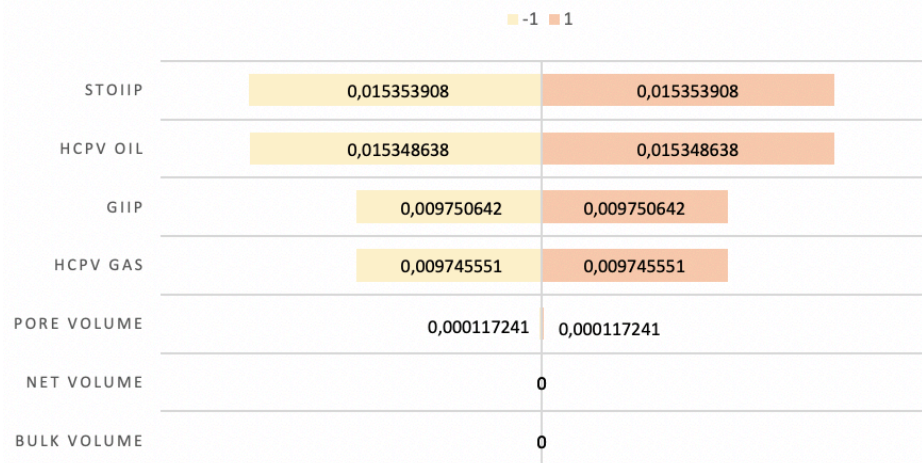 -1 1
STOIIP 0,015353908 0,015353908
HCPV OIL 0,015348638 0,015348638
GIIP 0,009750642 0,009750642
HCPV GAS 0,009745551 0,009745551
PORE VOLUME 0,000117241 0,000117241
NET VOLUME 0
BULK VOLUME 0